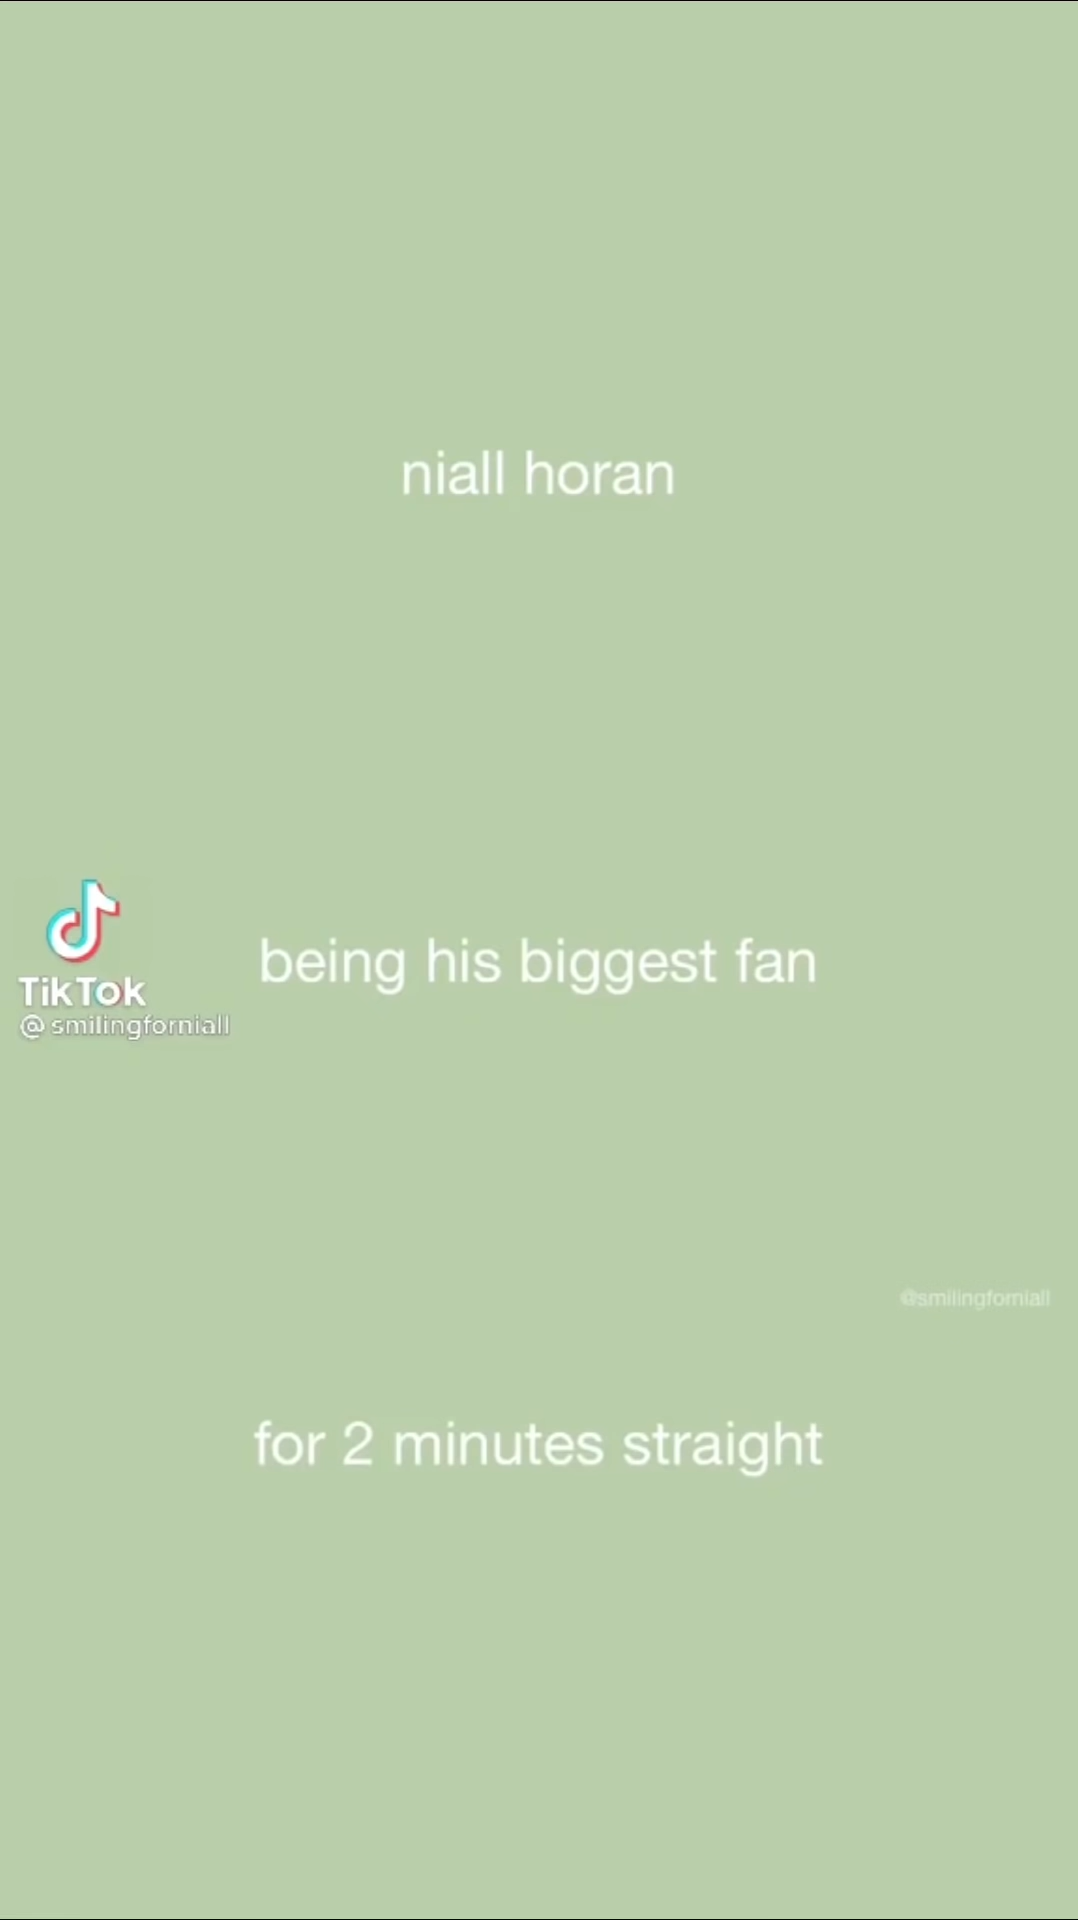 niall horan
being his biggest fan
TikTok
@smilingforniall
@smilingforniall
for 2 minutes straight